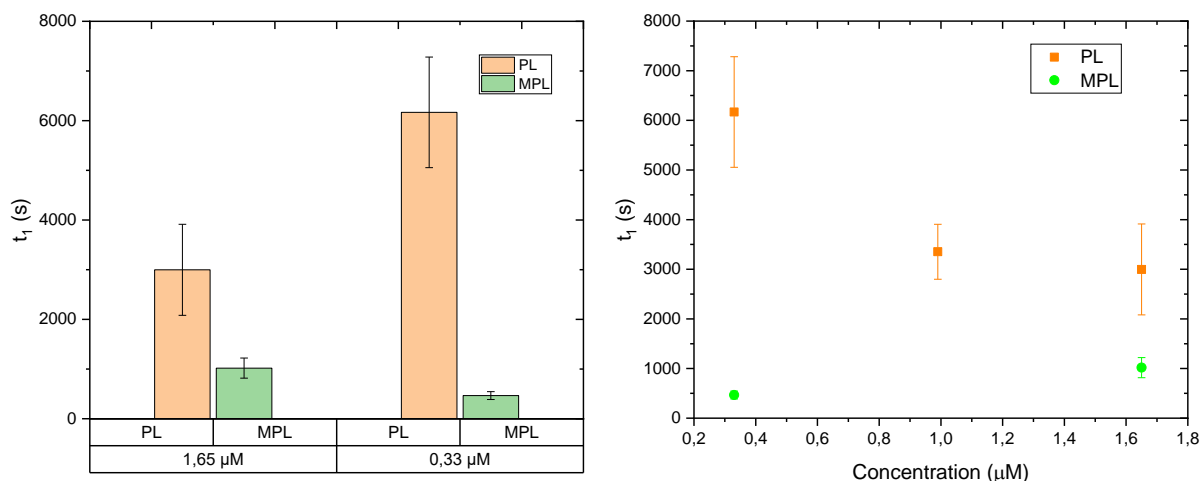 8000
6000
4000
2000
0
t₁ (s)
PL
MPL
PL MPL PL MPL
1,65 µM 0,33 µM
8000
7000
6000
5000
4000
3000
2000
1000
0
t₁ (s)
PL
MPL
0,2 0,4 0,6 0,8 1,0 1,2 1,4 1,6 1,8
Concentration (µM)